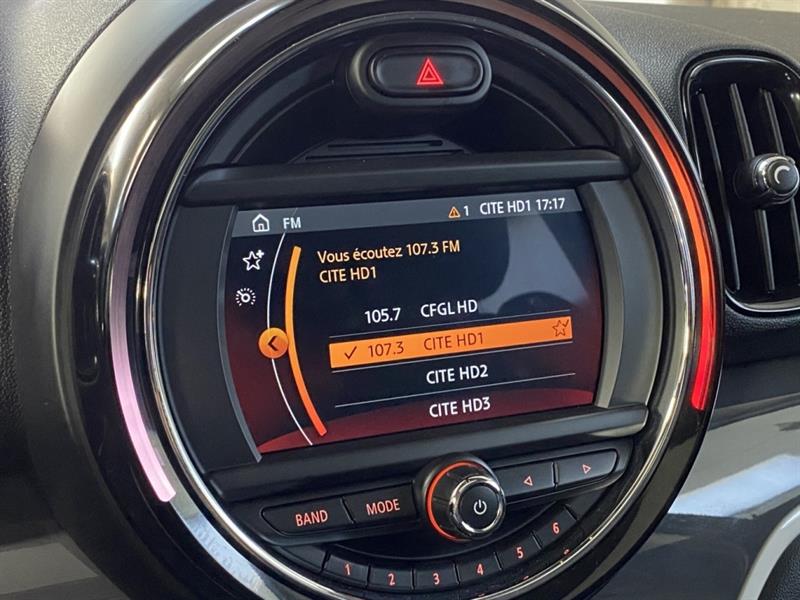 FM
1 CITE HD1 17:17
Vous écoutez 107.3 FM
CITE HD1
105.7 CFGL HD
107.3 CITE HD1
CITE HD2
CITE HD3
BAND MODE
1 2 3 4 5 6